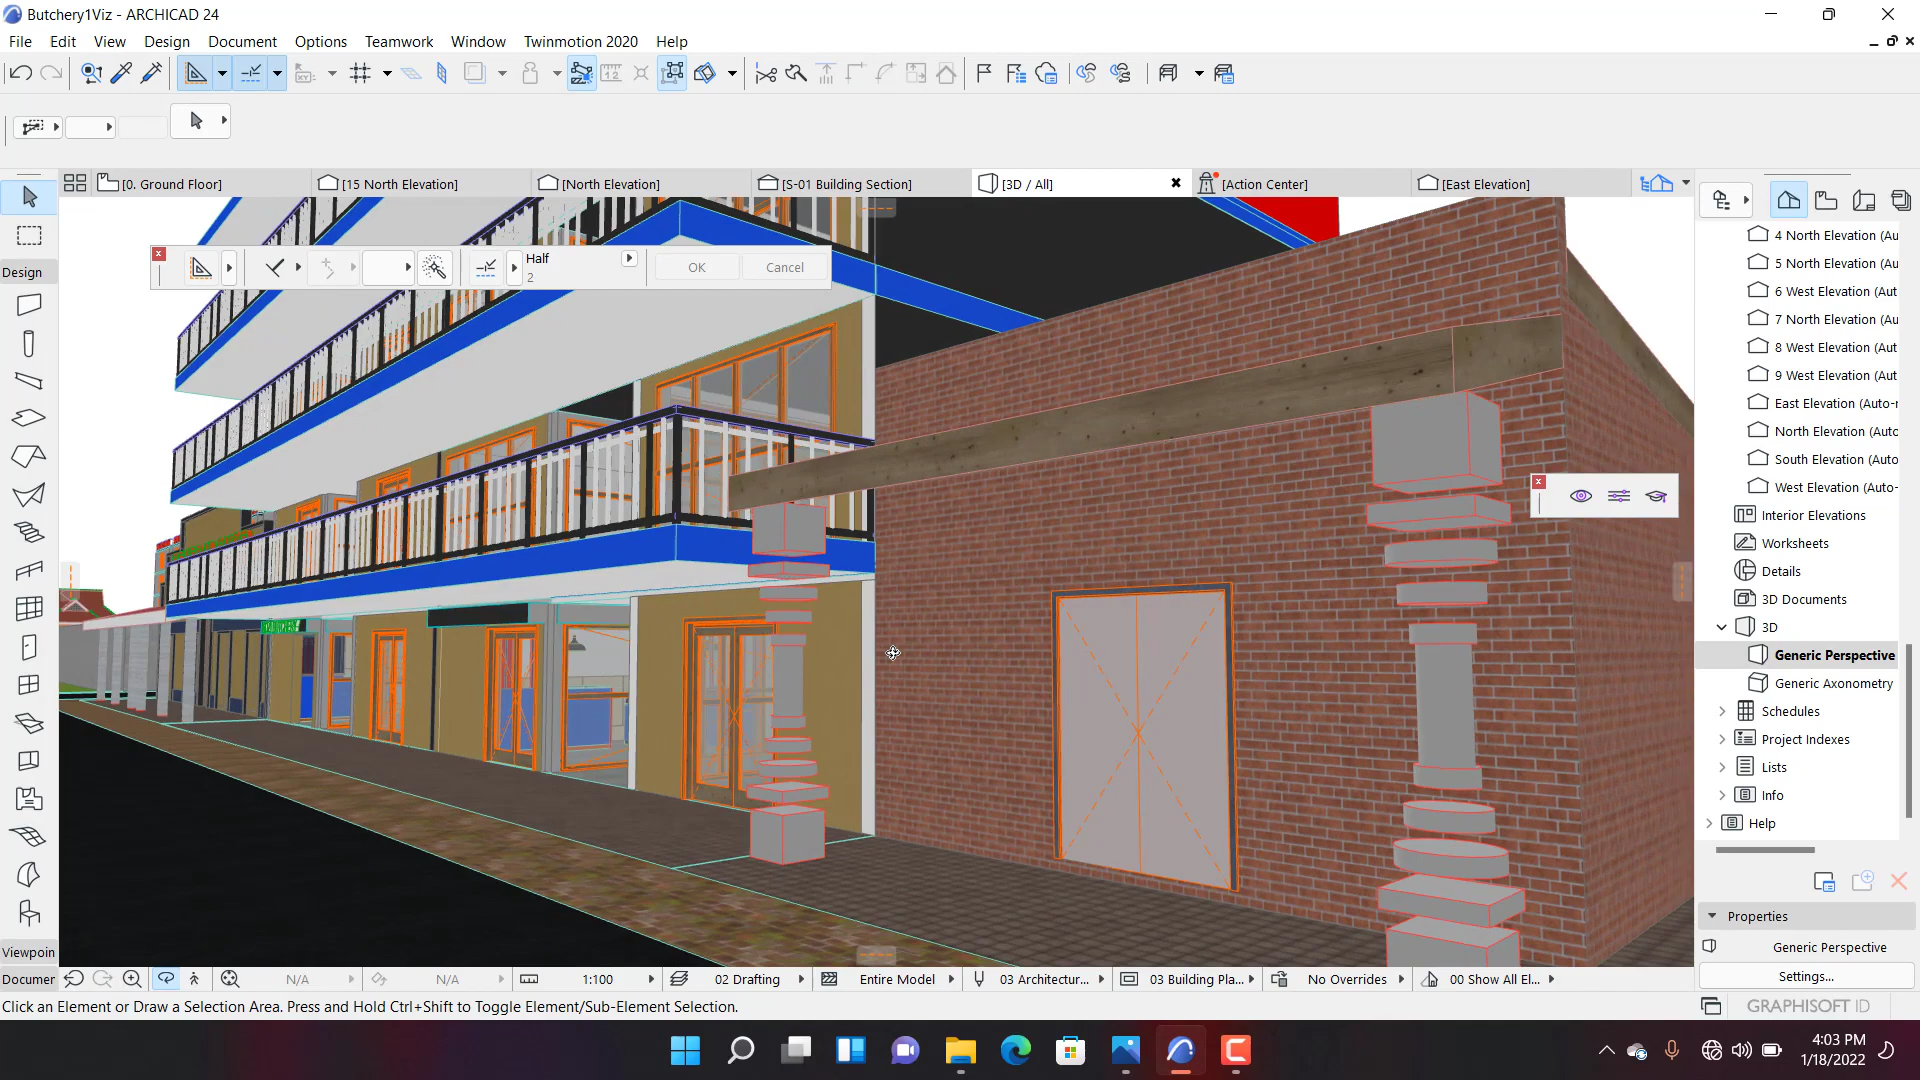 Butchery1Viz - ARCHICAD 24
File Edit View Design Document Options Teamwork Window Twinmotion 2020 Help
[0. Ground Floor] [15 North Elevation] [North Elevation] [S-01 Building Section] [3D / All] [Action Center] [East Elevation]
Design
Half
2
OK Cancel
4 North Elevation (Au
5 North Elevation (Au
6 West Elevation (Aut
7 North Elevation (Au
8 West Elevation (Aut
9 West Elevation (Aut
East Elevation (Auto-r
North Elevation (Auto
South Elevation (Auto
West Elevation (Auto-
Interior Elevations
Worksheets
Details
3D Documents
3D
Generic Perspective
Generic Axonometry
Schedules
Project Indexes
Lists
Info
Help
Properties
Generic Perspective
Settings...
Viewpoin
Documer
N/A N/A 1:100 02 Drafting Entire Model 03 Architectur... 03 Building Pla... No Overrides 00 Show All El...
Click an Element or Draw a Selection Area. Press and Hold Ctrl+Shift to Toggle Element/Sub-Element Selection.
GRAPHISOFT ID
4:03 PM
1/18/2022